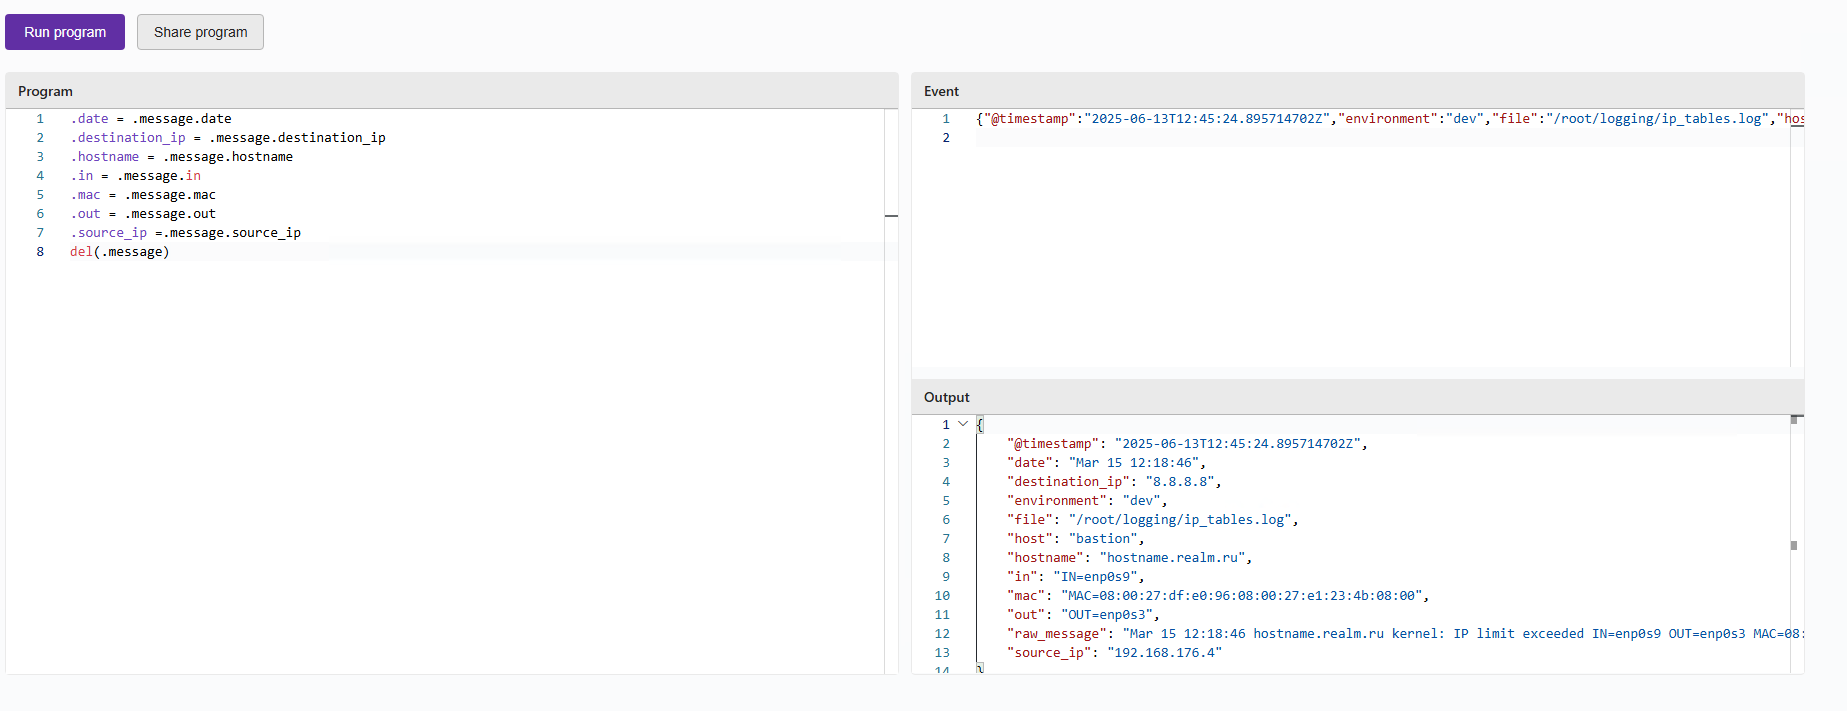 Run program
Share program
Program
1 .date = .message.date
2 .destination_ip = .message.destination_ip
3 .hostname = .message.hostname
4 .in = .message.in
5 .mac = .message.mac
6 .out = .message.out
7 .source_ip =.message.source_ip
8 del(.message)
Event
1 {"@timestamp":"2025-06-13T12:45:24.895714702Z","environment":"dev","file":"/root/logging/ip_tables.log","hos
2
Output
1 {
2 "@timestamp": "2025-06-13T12:45:24.895714702Z",
3 "date": "Mar 15 12:18:46",
4 "destination_ip": "8.8.8.8",
5 "environment": "dev",
6 "file": "/root/logging/ip_tables.log",
7 "host": "bastion",
8 "hostname": "hostname.realm.ru",
9 "in": "IN=enp0s9",
10 "mac": "MAC=08:00:27:df:e0:96:08:00:27:e1:23:4b:08:00",
11 "out": "OUT=enp0s3",
12 "raw_message": "Mar 15 12:18:46 hostname.realm.ru kernel: IP limit exceeded IN=enp0s9 OUT=enp0s3 MAC=08:
13 "source_ip": "192.168.176.4"
14 }